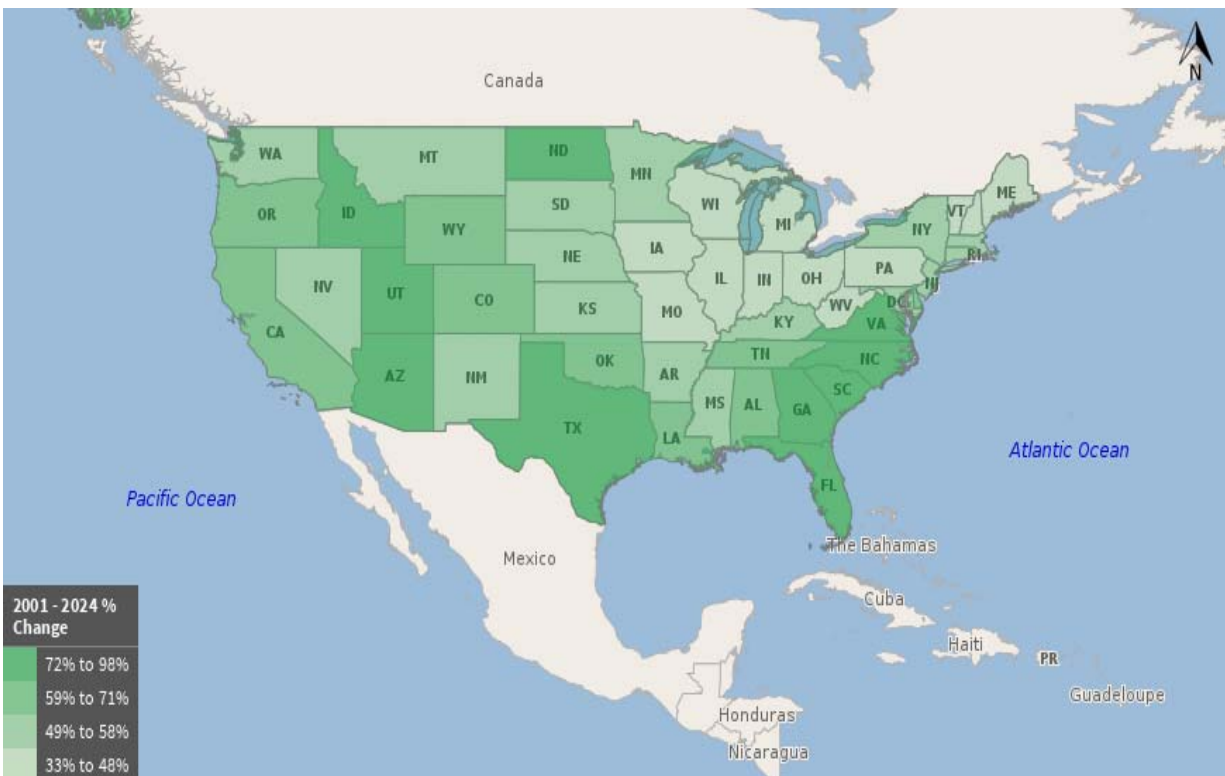 N
Canada
WA
MT
ND
MN
ME
OR
ID
SD
WI
VT
MI
NY
WY
IA
NE
RI
PA
NV
UT
CO
IL
IN
OH
NJ
KS
MO
WV
DC
CA
KY
VA
TN
NC
AZ
NM
OK
AR
SC
MS
AL
GA
TX
LA
Atlantic Ocean
FL
Pacific Ocean
The Bahamas
Mexico
Cuba
Haiti
PR
Guadeloupe
Honduras
Nicaragua
2001 - 2024 %
Change
72% to 98%
59% to 71%
49% to 58%
33% to 48%